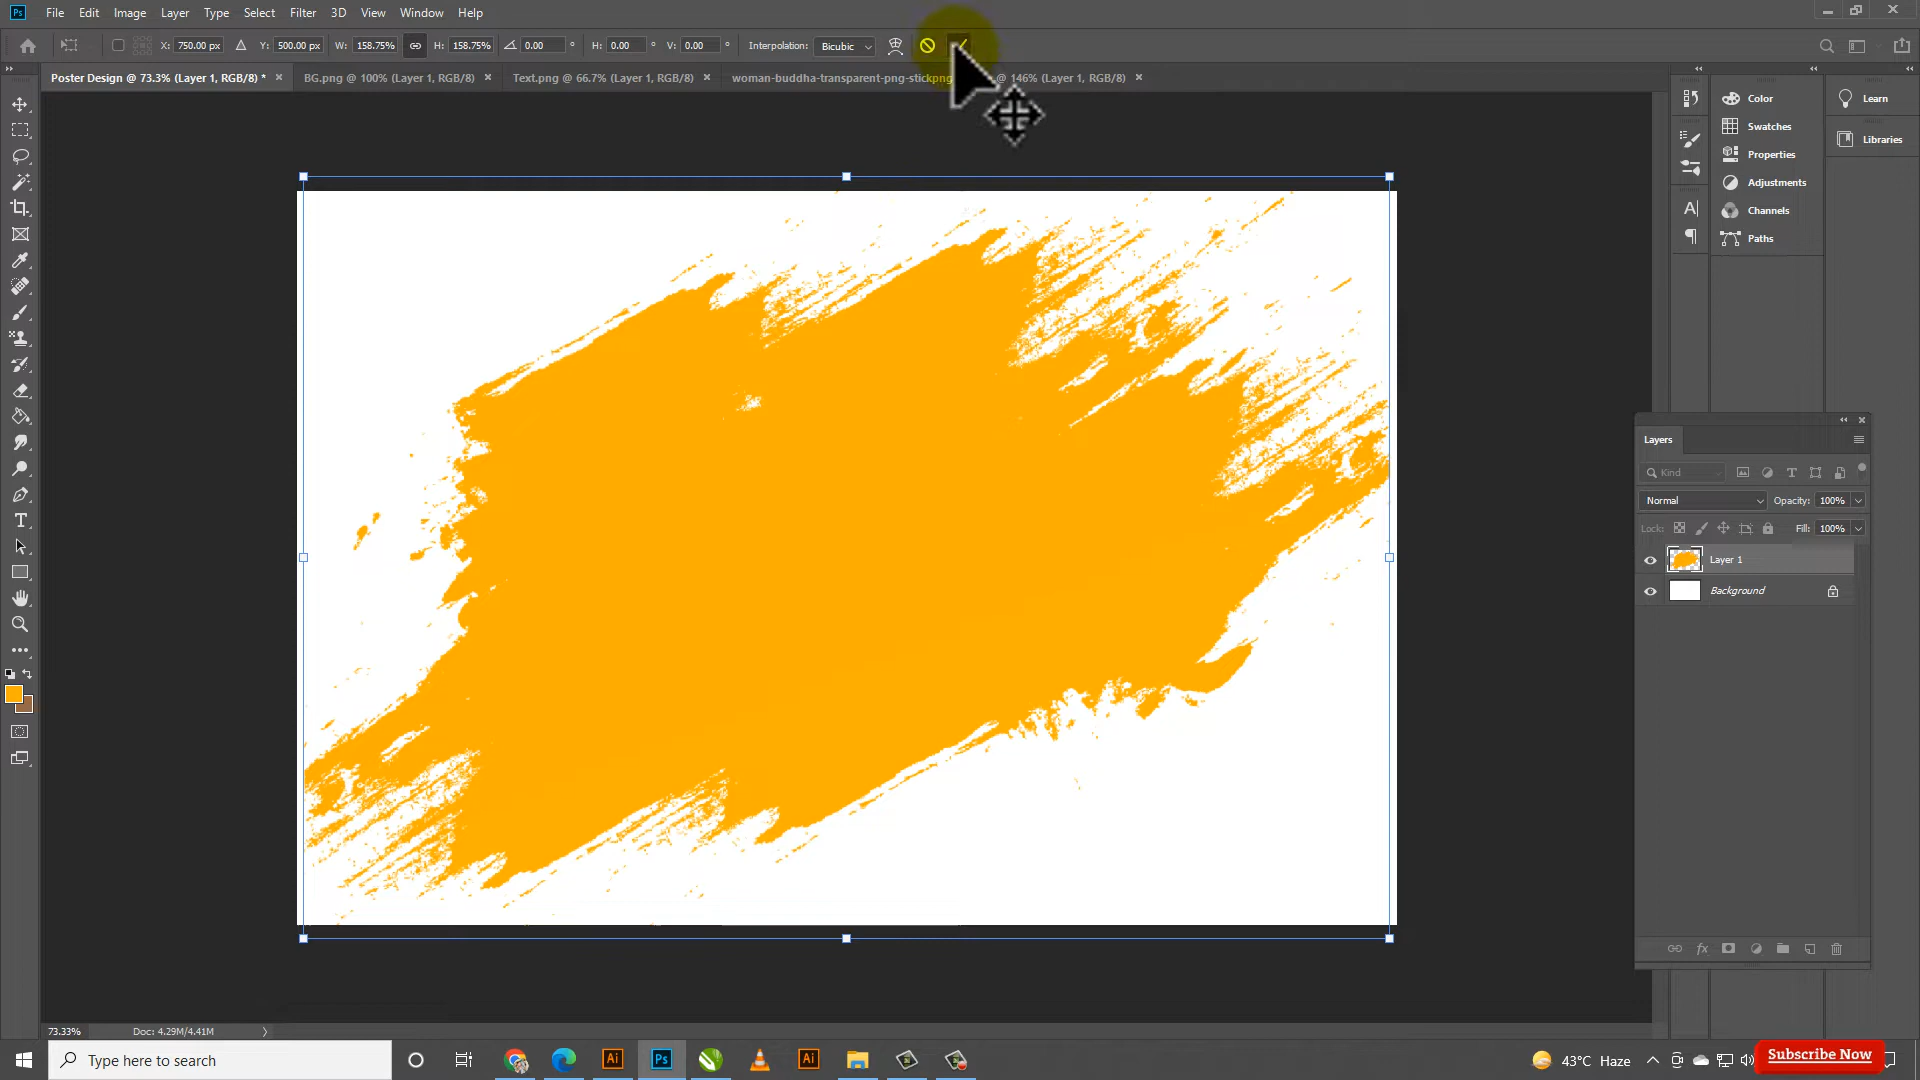 Ps File Edit Image Layer Type Select Filter 3D View Window Help
X: 750.00 px Y: 500.00 px W: 158.75% H: 158.75% 0.00 ° H: 0.00 ° V: 0.00 ° Interpolation: Bicubic
Poster Design @ 73.3% (Layer 1, RGB/8) * × BG.png @ 100% (Layer 1, RGB/8) × Text.png @ 66.7% (Layer 1, RGB/8) × woman-buddha-transparent-png-stickpng @ 146% (Layer 1, RGB/8) ×
Color
Swatches
Properties
Adjustments
Channels
Paths
Learn
Libraries
Layers
Kind
Normal Opacity: 100%
Lock: Fill: 100%
Layer 1
Background
fx
73.33% Doc: 4.29M/4.41M
Type here to search
Ai Ps Ai
43°C Haze
Subscribe Now